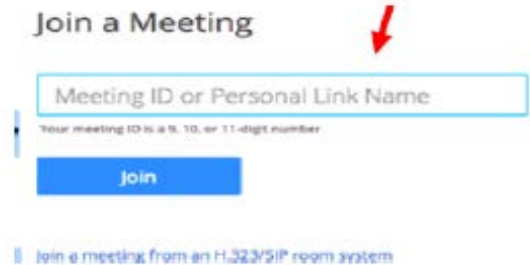 Join a Meeting
Meeting ID or Personal Link Name
Your meeting ID is a 9, 10, or 11-digit number
Join
Join a meeting from an H.323/SIP room system